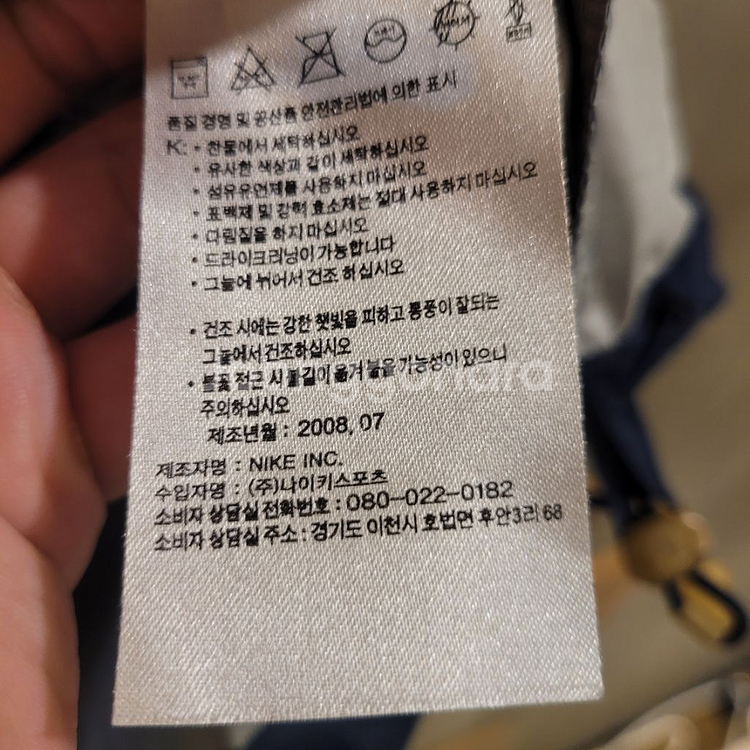 품질 경영 및 공산품 안전관리법에 의한 표시
K: • 찬물에서 세탁하십시오
• 유사한 색상과 같이 세탁하십시오
• 섬유유연제를 사용하지 마십시오
• 표백제 및 강력 효소제는 절대 사용하지 마십시오
• 다림질을 하지 마십시오
• 드라이크리닝이 가능합니다
• 그늘에 뉘어서 건조 하십시오
• 건조 시에는 강한 햇빛을 피하고 통풍이 잘되는
그늘에서 건조하십시오
• 불꽃 접근 시 불길이 옮겨 붙을 가능성이 있으니
주의하십시오
제조년월 : 2008, 07
제조자명 : NIKE INC.
수입자명 : (주)나이키스포츠
소비자 상담실 전화번호 : 080-022-0182
소비자 상담실 주소 : 경기도 이천시 호법면 후안3리 68